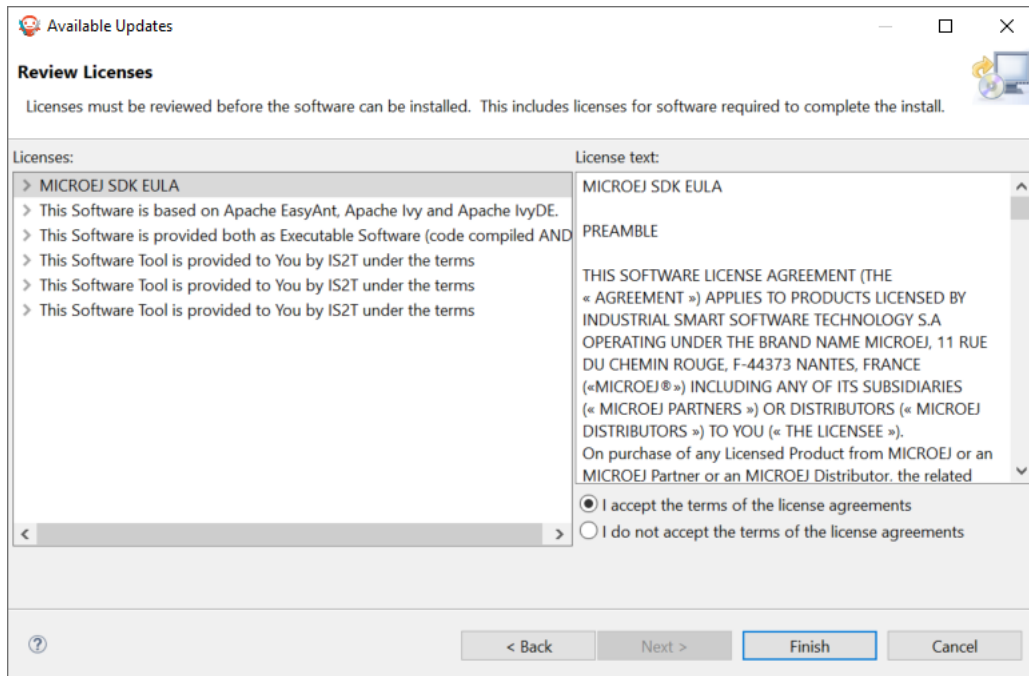 Available Updates
Review Licenses
Licenses must be reviewed before the software can be installed.  This includes licenses for software required to complete the install.
Licenses:
MICROEJ SDK EULA
This Software is based on Apache EasyAnt, Apache Ivy and Apache IvyDE.
This Software is provided both as Executable Software (code compiled AND
This Software Tool is provided to You by IS2T under the terms
This Software Tool is provided to You by IS2T under the terms
This Software Tool is provided to You by IS2T under the terms
License text:
MICROEJ SDK EULA
PREAMBLE
THIS SOFTWARE LICENSE AGREEMENT (THE
« AGREEMENT ») APPLIES TO PRODUCTS LICENSED BY
INDUSTRIAL SMART SOFTWARE TECHNOLOGY S.A
OPERATING UNDER THE BRAND NAME MICROEJ, 11 RUE
DU CHEMIN ROUGE, F-44373 NANTES, FRANCE
(«MICROEJ®») INCLUDING ANY OF ITS SUBSIDIARIES
(« MICROEJ PARTNERS ») OR DISTRIBUTORS (« MICROEJ
DISTRIBUTORS ») TO YOU (« THE LICENSEE »).
On purchase of any Licensed Product from MICROEJ or an
MICROEJ Partner or an MICROEJ Distributor, the related
I accept the terms of the license agreements
I do not accept the terms of the license agreements
?
< Back
Next >
Finish
Cancel